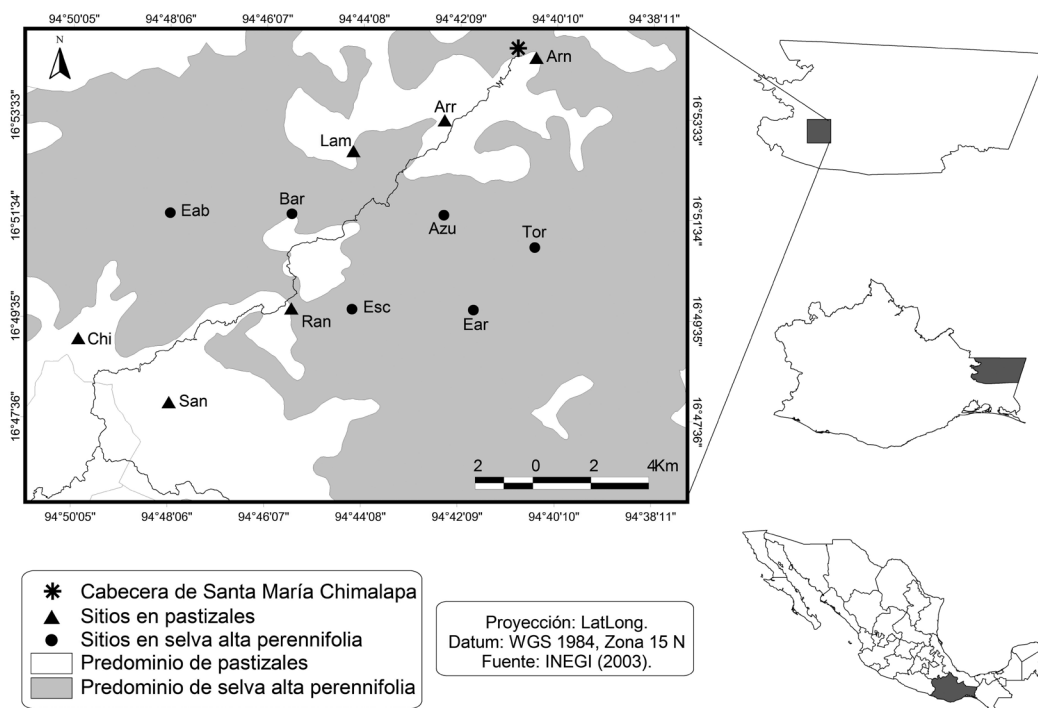 94°50'05" 94°48'06" 94°46'07" 94°44'08" 94°42'09" 94°40'10" 94°38'11"
N
Arn
16°53'33"
16°53'33"
Arr
Lam
Eab
Bar
Azu
Tor
16°51'34"
16°51'34"
Ran
Esc
Ear
16°49'35"
16°49'35"
Chi
San
16°47'36"
16°47'36"
2 0 2 4Km
94°50'05" 94°48'06" 94°46'07" 94°44'08" 94°42'09" 94°40'10" 94°38'11"
Cabecera de Santa María Chimalapa
Sitios en pastizales
Sitios en selva alta perennifolia
Predominio de pastizales
Predominio de selva alta perennifolia
Proyección: LatLong.
Datum: WGS 1984, Zona 15 N
Fuente: INEGI (2003).